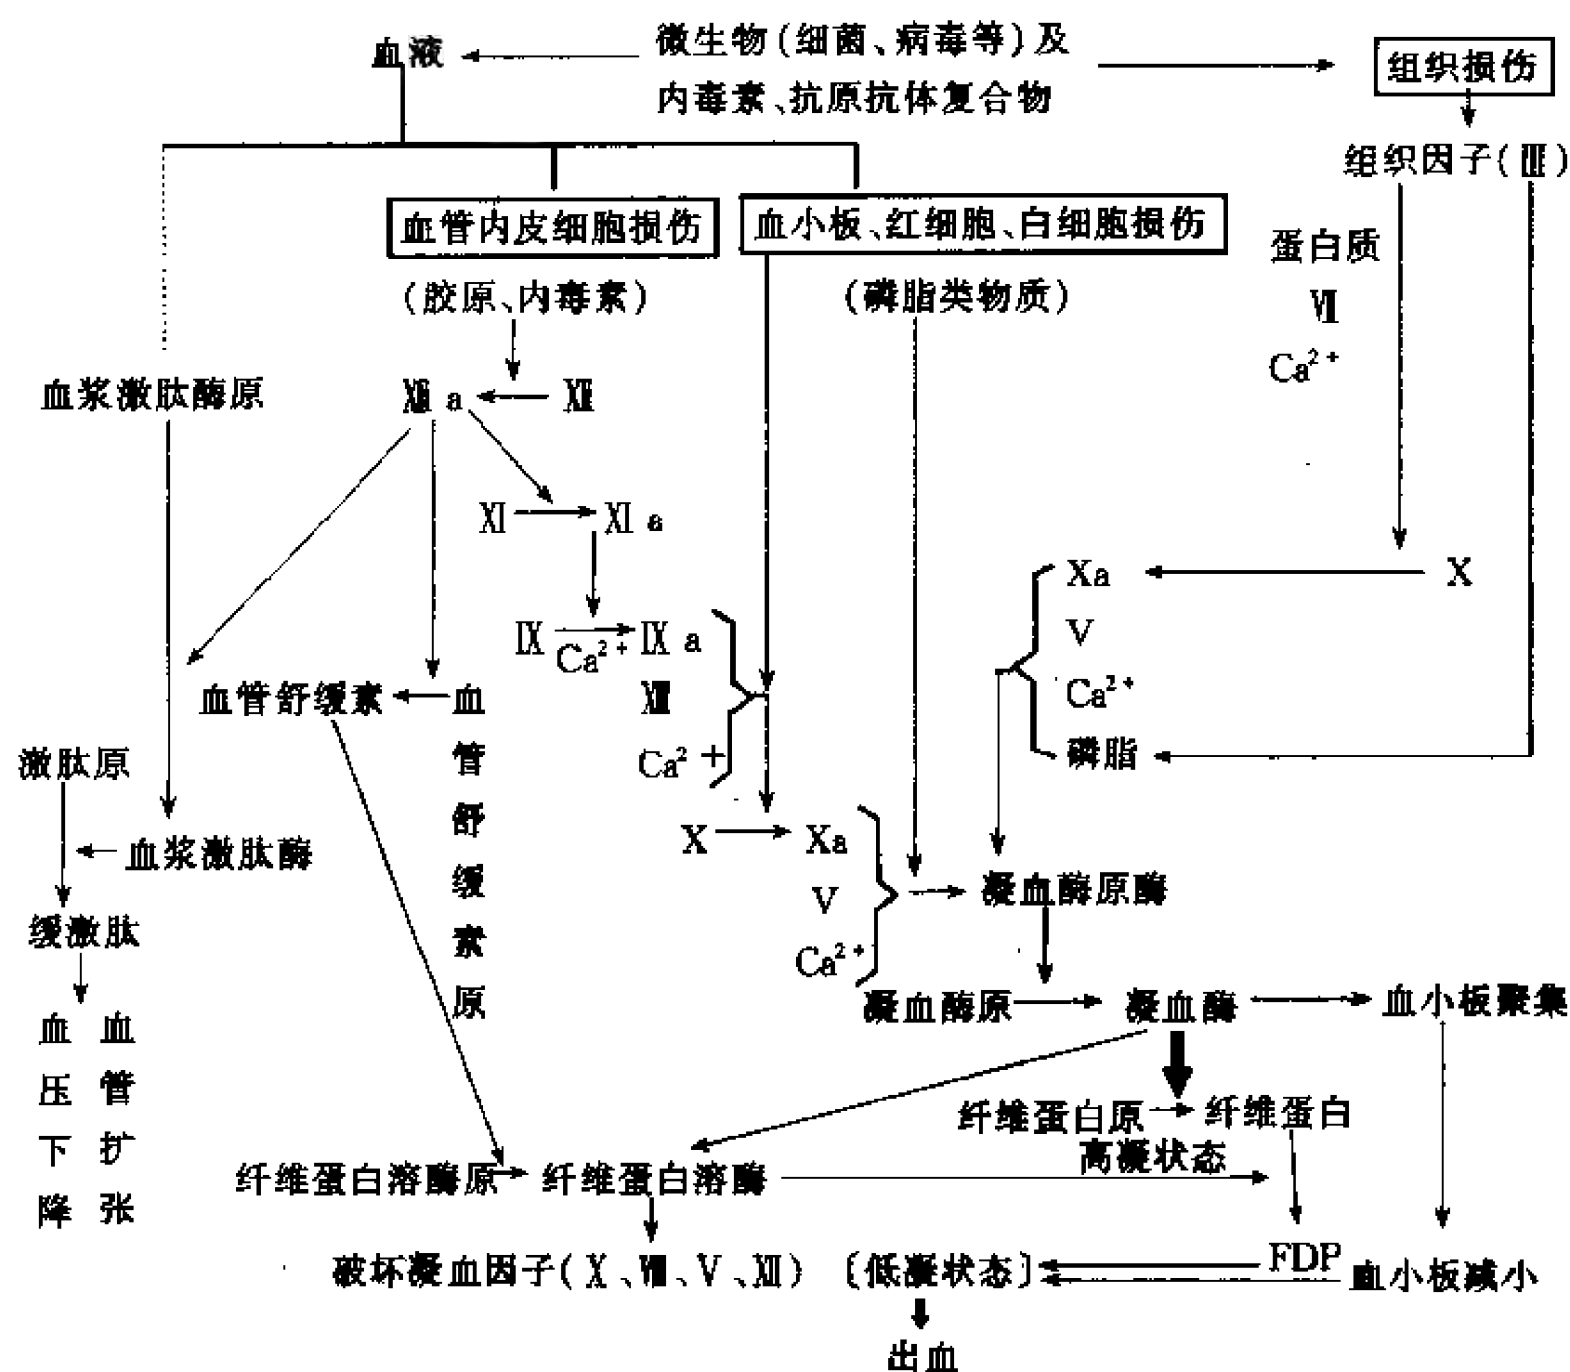 血液
微生物(细菌、病毒等)及
内毒素、抗原抗体复合物
组织损伤
组织因子(Ⅲ)
血管内皮细胞损伤
血小板、红细胞、白细胞损伤
蛋白质
Ⅶ
Ca²⁺
(胶原、内毒素)
(磷脂类物质)
血浆激肽酶原
Ⅻ a
Ⅻ
Ⅺ
Ⅺ a
Xa
X
Ⅸ
Ca²⁺
Ⅸ a
V
血管舒缓素
血管舒缓素原
Ca²⁺
Ca²⁺
磷脂
激肽原
X
Xa
血浆激肽酶
V
凝血酶原酶
缓激肽
Ca²⁺
凝血酶原
凝血酶
血小板聚集
血压下降
血管扩张
纤维蛋白原
纤维蛋白
高凝状态
纤维蛋白溶酶原
纤维蛋白溶酶
破坏凝血因子(X、Ⅷ、V、Ⅻ)
〔低凝状态〕
FDP
血小板减小
出血